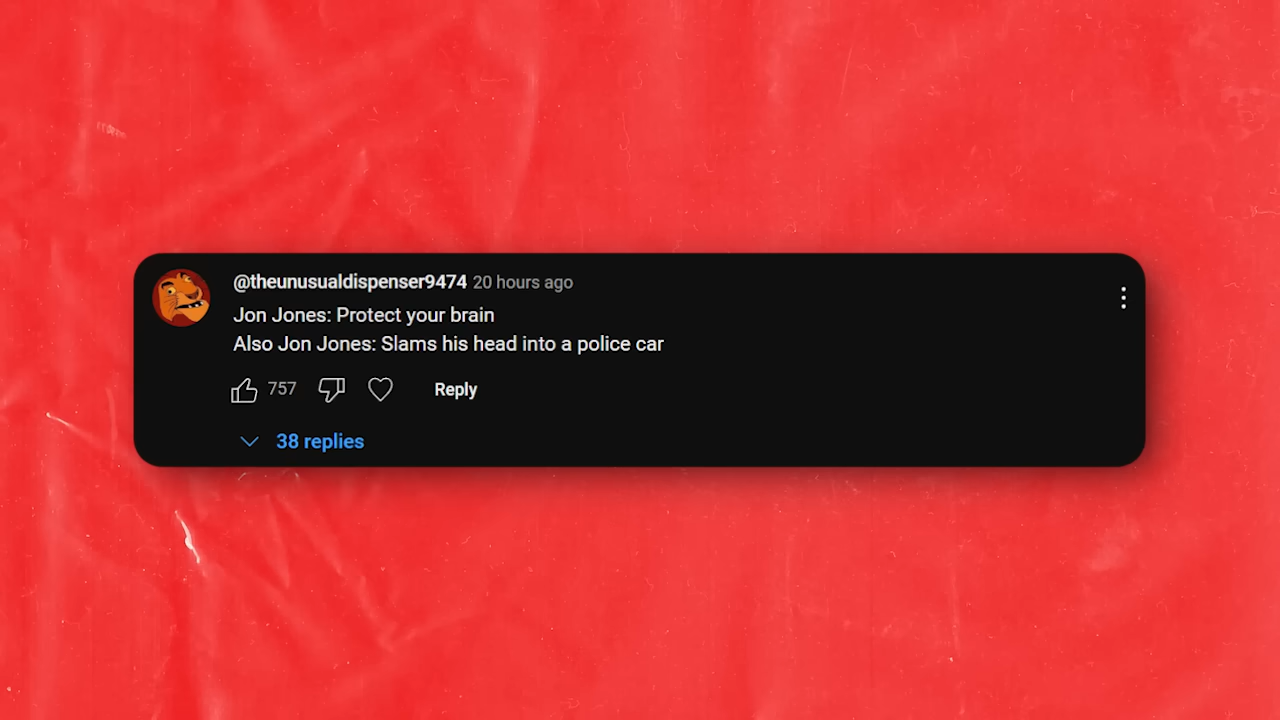 @theunusualdispenser9474 20 hours ago
Jon Jones: Protect your brain
Also Jon Jones: Slams his head into a police car
757 Reply
38 replies